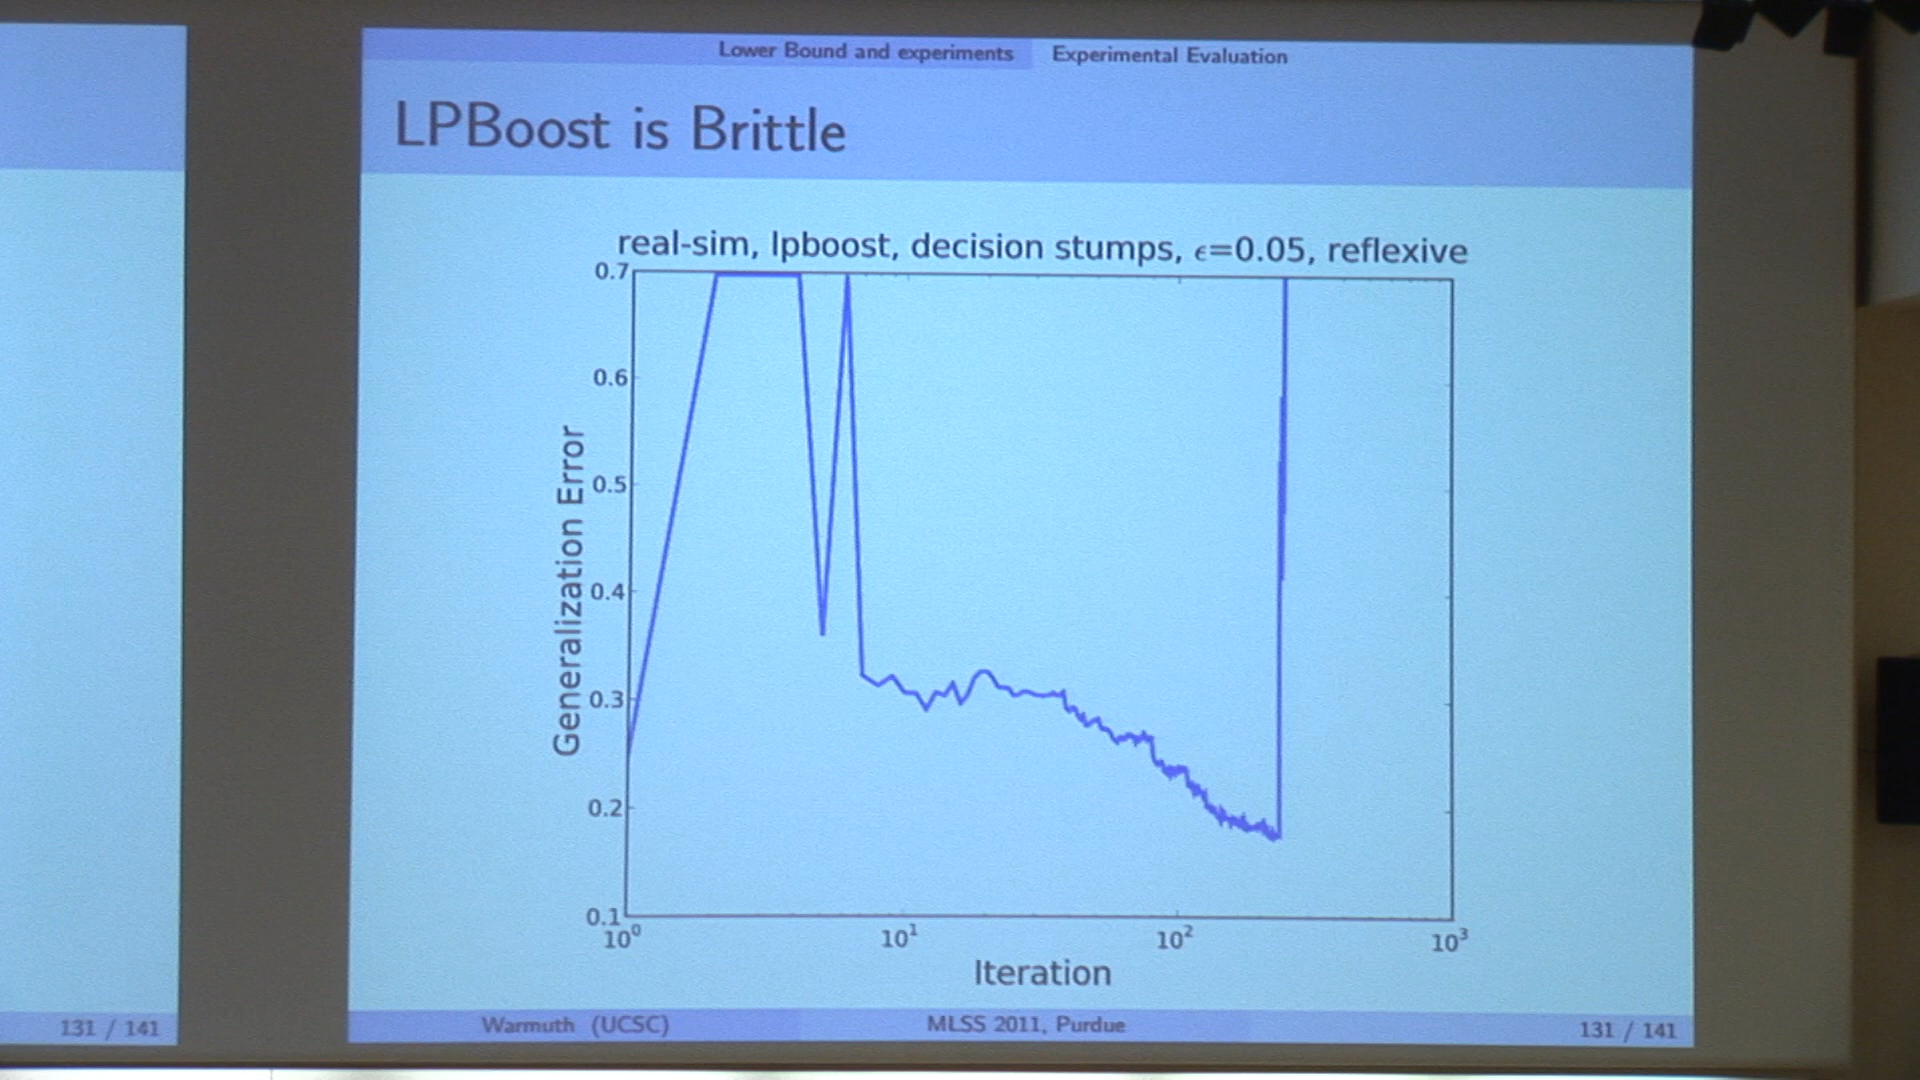 Lower Bound and experiments Experimental Evaluation
LPBoost is Brittle
real-sim, lpboost, decision stumps, ϵ=0.05, reflexive
0.7
0.6
0.5
0.4
0.3
0.2
0.1
Generalization Error
10⁰ 10¹ 10² 10³
Iteration
131 / 141
Warmuth (UCSC) MLSS 2011, Purdue 131 / 141